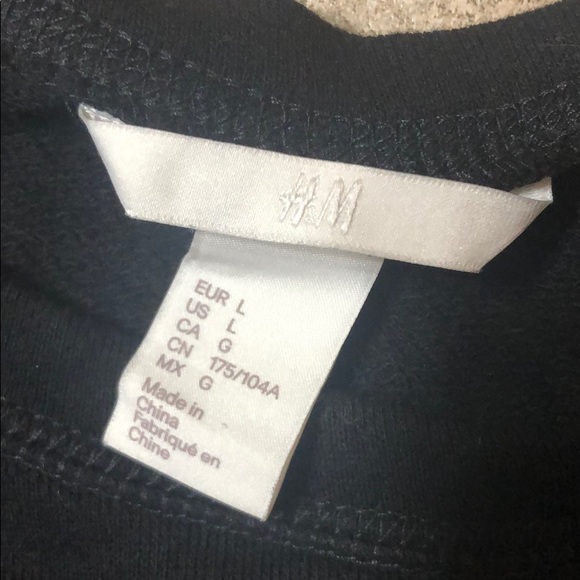 H&M
EUR L
US L
CA G
CN 175/104A
MX G
Made in
China
Fabriqué en
Chine